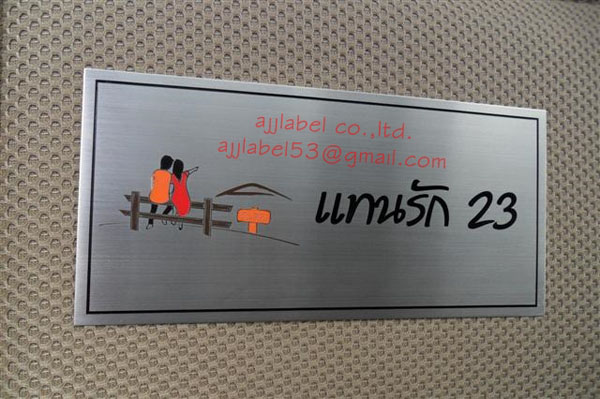 ajjlabel co.,ltd.
ajjlabel53@gmail.com
แทนรัก 23